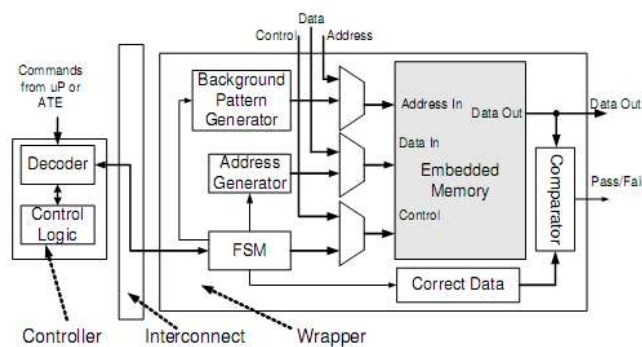 Data
Control
Address
Commands
from uP or
ATE
Decoder
Control
Logic
Background
Pattern
Generator
Address
Generator
FSM
Address In
Data Out
Data In
Embedded
Memory
Control
Correct Data
Comparator
Data Out
Pass/Fail
Controller
Interconnect
Wrapper